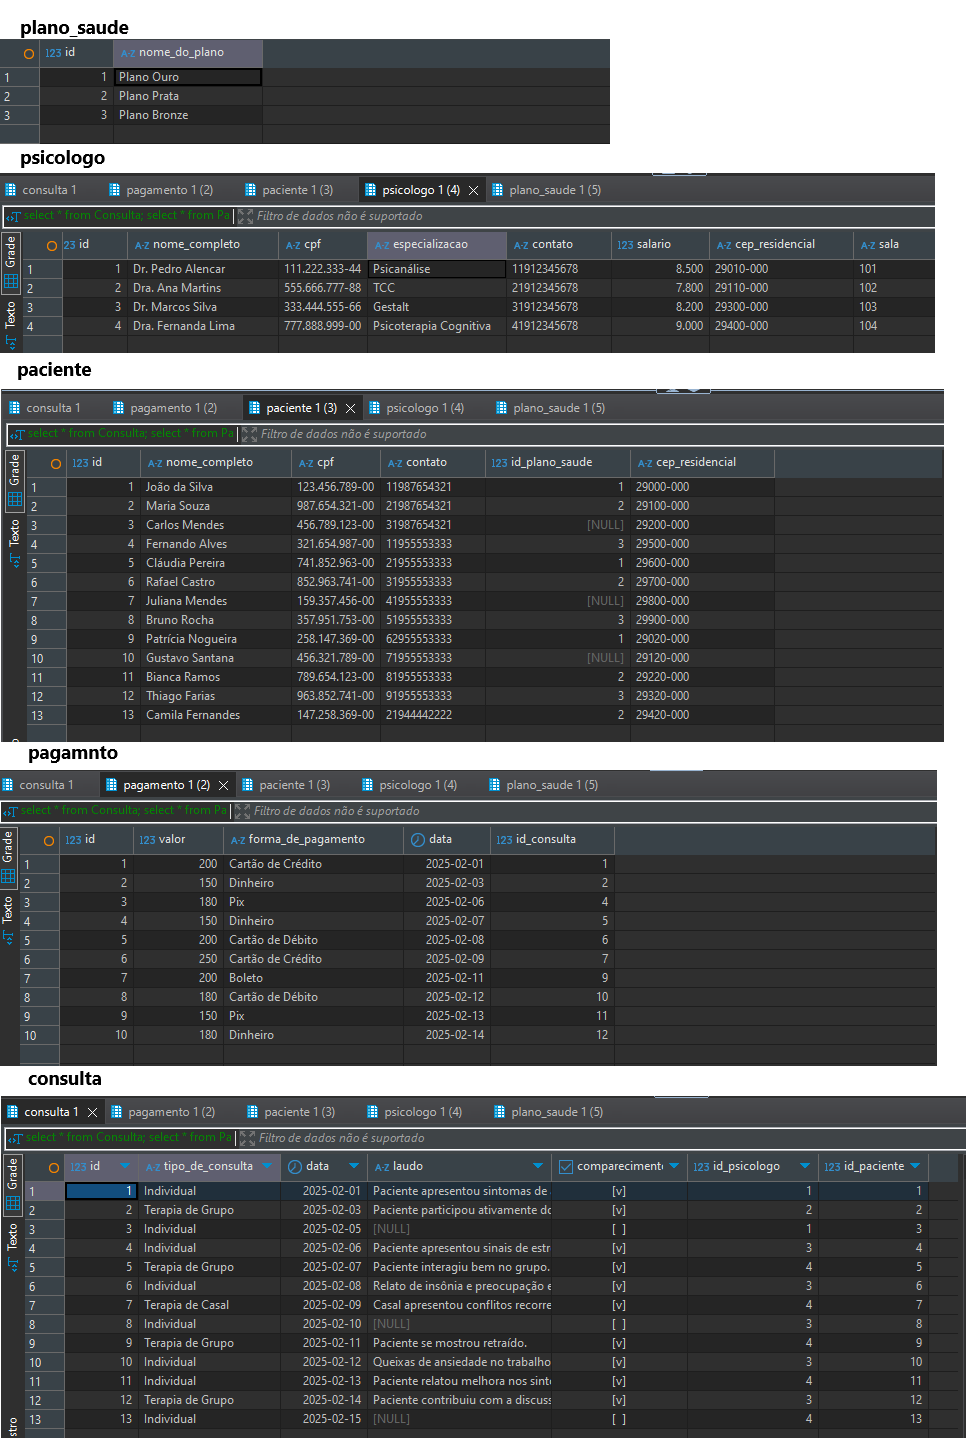 plano_saude
123 id A-Z nome_do_plano
1 1 Plano Ouro
2 2 Plano Prata
3 3 Plano Bronze
psicologo
consulta 1 pagamento 1 (2) paciente 1 (3) psicologo 1 (4) plano_saude 1 (5)
select * from Consulta; select * from Pa Filtro de dados não é suportado
Grade
Texto
23 id A-Z nome_completo A-Z cpf A-Z especializacao A-Z contato 123 salario A-Z cep_residencial A-Z sala
1 1 Dr. Pedro Alencar 111.222.333-44 Psicanálise 11912345678 8.500 29010-000 101
2 2 Dra. Ana Martins 555.666.777-88 TCC 21912345678 7.800 29110-000 102
3 3 Dr. Marcos Silva 333.444.555-66 Gestalt 31912345678 8.200 29300-000 103
4 4 Dra. Fernanda Lima 777.888.999-00 Psicoterapia Cognitiva 41912345678 9.000 29400-000 104
paciente
consulta 1 pagamento 1 (2) paciente 1 (3) psicologo 1 (4) plano_saude 1 (5)
select * from Consulta; select * from Pa Filtro de dados não é suportado
Grade
Texto
123 id A-Z nome_completo A-Z cpf A-Z contato 123 id_plano_saude A-Z cep_residencial
1 1 João da Silva 123.456.789-00 11987654321 1 29000-000
2 2 Maria Souza 987.654.321-00 21987654321 2 29100-000
3 3 Carlos Mendes 456.789.123-00 31987654321 [NULL] 29200-000
4 4 Fernando Alves 321.654.987-00 11955553333 3 29500-000
5 5 Cláudia Pereira 741.852.963-00 21955553333 1 29600-000
6 6 Rafael Castro 852.963.741-00 31955553333 2 29700-000
7 7 Juliana Mendes 159.357.456-00 41955553333 [NULL] 29800-000
8 8 Bruno Rocha 357.951.753-00 51955553333 3 29900-000
9 9 Patrícia Nogueira 258.147.369-00 62955553333 1 29020-000
10 10 Gustavo Santana 456.321.789-00 71955553333 [NULL] 29120-000
11 11 Bianca Ramos 789.654.123-00 81955553333 2 29220-000
12 12 Thiago Farias 963.852.741-00 91955553333 3 29320-000
13 13 Camila Fernandes 147.258.369-00 21944442222 2 29420-000
pagamnto
consulta 1 pagamento 1 (2) paciente 1 (3) psicologo 1 (4) plano_saude 1 (5)
select * from Consulta; select * from Pa Filtro de dados não é suportado
Grade
Texto
123 id 123 valor A-Z forma_de_pagamento data 123 id_consulta
1 1 200 Cartão de Crédito 2025-02-01 1
2 2 150 Dinheiro 2025-02-03 2
3 3 180 Pix 2025-02-06 4
4 4 150 Dinheiro 2025-02-07 5
5 5 200 Cartão de Débito 2025-02-08 6
6 6 250 Cartão de Crédito 2025-02-09 7
7 7 200 Boleto 2025-02-11 9
8 8 180 Cartão de Débito 2025-02-12 10
9 9 150 Pix 2025-02-13 11
10 10 180 Dinheiro 2025-02-14 12
consulta
consulta 1 pagamento 1 (2) paciente 1 (3) psicologo 1 (4) plano_saude 1 (5)
select * from Consulta; select * from Pa Filtro de dados não é suportado
Grade
Texto
stro
123 id A-Z tipo_de_consulta data A-Z laudo comparecimento 123 id_psicologo 123 id_paciente
1 1 Individual 2025-02-01 Paciente apresentou sintomas de [v] 1 1
2 2 Terapia de Grupo 2025-02-03 Paciente participou ativamente do [v] 2 2
3 3 Individual 2025-02-05 [NULL] [ ] 1 3
4 4 Individual 2025-02-06 Paciente apresentou sinais de estr [v] 3 4
5 5 Terapia de Grupo 2025-02-07 Paciente interagiu bem no grupo. [v] 4 5
6 6 Individual 2025-02-08 Relato de insônia e preocupação e [v] 3 6
7 7 Terapia de Casal 2025-02-09 Casal apresentou conflitos recorre [v] 4 7
8 8 Individual 2025-02-10 [NULL] [ ] 3 8
9 9 Terapia de Grupo 2025-02-11 Paciente se mostrou retraído. [v] 4 9
10 10 Individual 2025-02-12 Queixas de ansiedade no trabalho [v] 3 10
11 11 Individual 2025-02-13 Paciente relatou melhora nos sint [v] 4 11
12 12 Terapia de Grupo 2025-02-14 Paciente contribuiu com a discuss [v] 3 12
13 13 Individual 2025-02-15 [NULL] [ ] 4 13